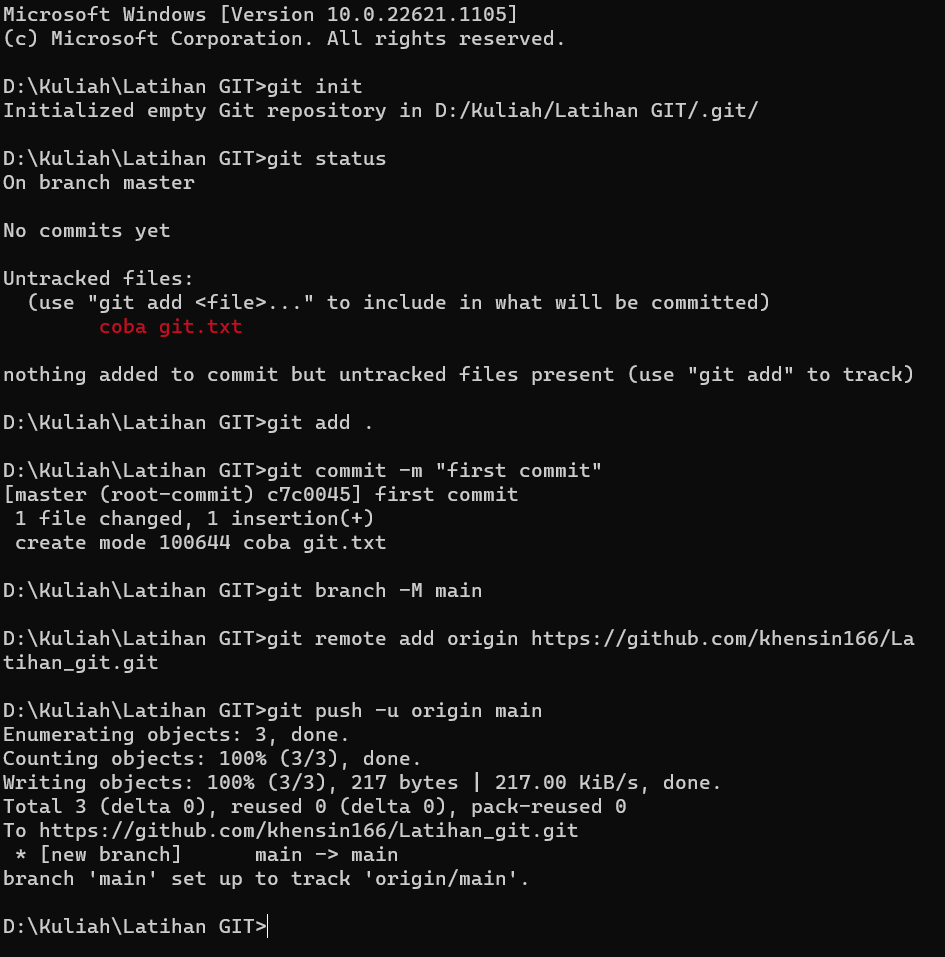 Microsoft Windows [Version 10.0.22621.1105]
(c) Microsoft Corporation. All rights reserved.
D:\Kuliah\Latihan GIT>git init
Initialized empty Git repository in D:/Kuliah/Latihan GIT/.git/
D:\Kuliah\Latihan GIT>git status
On branch master
No commits yet
Untracked files:
  (use "git add <file>..." to include in what will be committed)
        coba git.txt
nothing added to commit but untracked files present (use "git add" to track)
D:\Kuliah\Latihan GIT>git add .
D:\Kuliah\Latihan GIT>git commit -m "first commit"
[master (root-commit) c7c0045] first commit
 1 file changed, 1 insertion(+)
 create mode 100644 coba git.txt
D:\Kuliah\Latihan GIT>git branch -M main
D:\Kuliah\Latihan GIT>git remote add origin https://github.com/khensin166/La
tihan_git.git
D:\Kuliah\Latihan GIT>git push -u origin main
Enumerating objects: 3, done.
Counting objects: 100% (3/3), done.
Writing objects: 100% (3/3), 217 bytes | 217.00 KiB/s, done.
Total 3 (delta 0), reused 0 (delta 0), pack-reused 0
To https://github.com/khensin166/Latihan_git.git
 * [new branch]      main -> main
branch 'main' set up to track 'origin/main'.
D:\Kuliah\Latihan GIT>